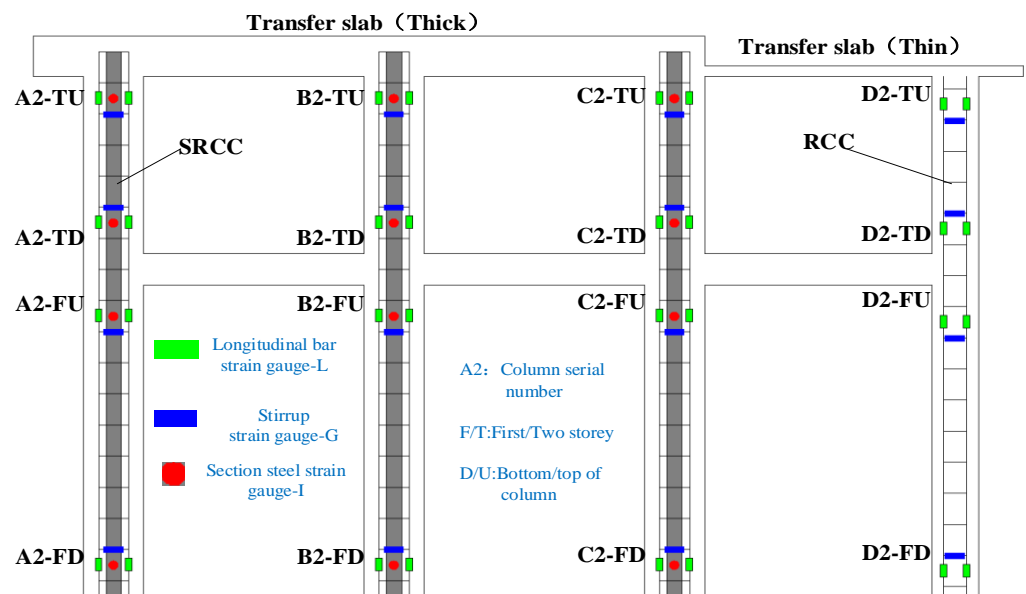 Transfer slab（Thick）
Transfer slab（Thin）
A2-TU
B2-TU
C2-TU
D2-TU
SRCC
RCC
A2-TD
B2-TD
C2-TD
D2-TD
A2-FU
B2-FU
C2-FU
D2-FU
Longitudinal bar
strain gauge-L
Stirrup
strain gauge-G
Section steel strain
gauge-I
A2：Column serial
number
F/T:First/Two storey
D/U:Bottom/top of
column
A2-FD
B2-FD
C2-FD
D2-FD